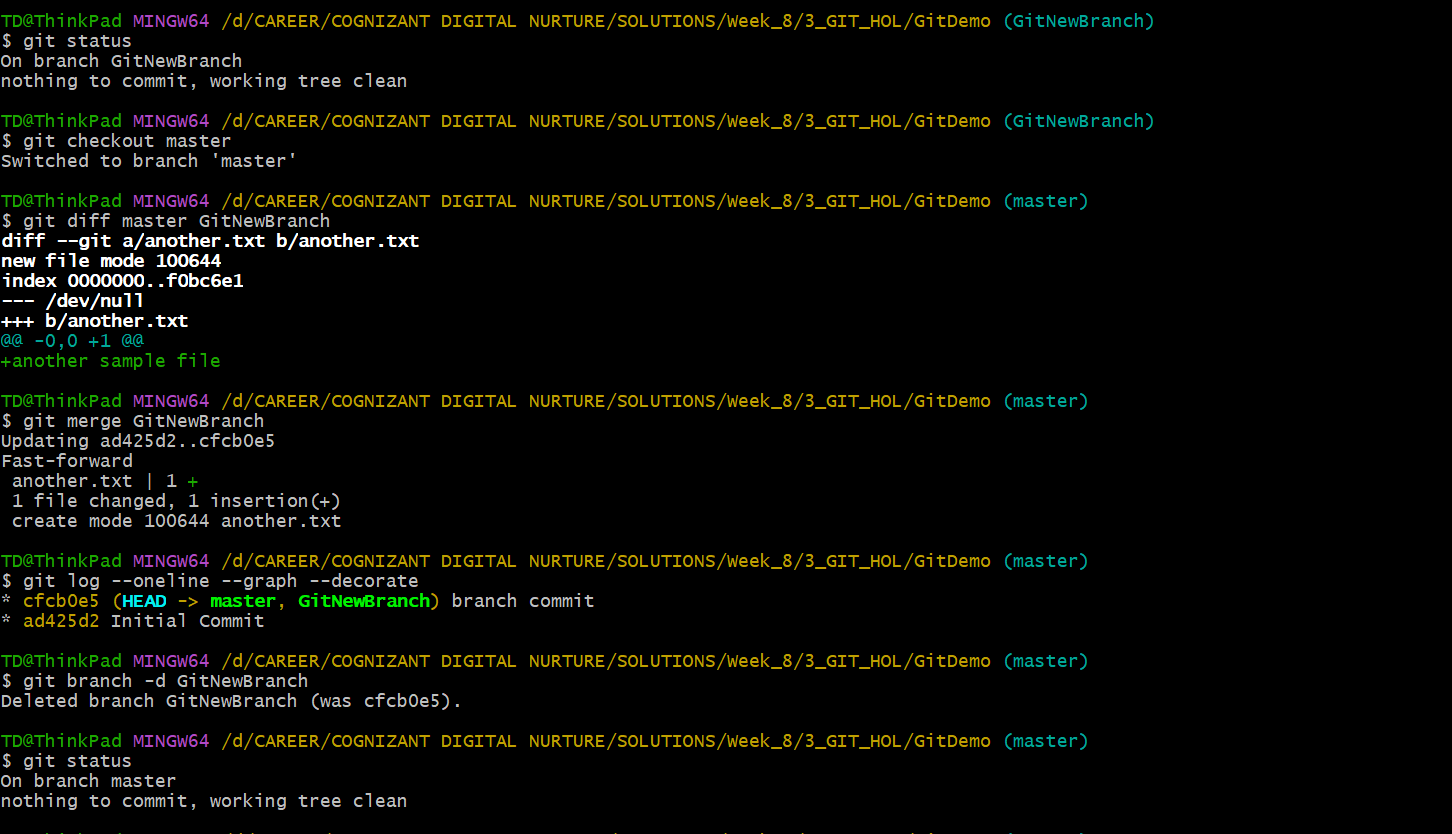 TD@ThinkPad MINGW64 /d/CAREER/COGNIZANT DIGITAL NURTURE/SOLUTIONS/Week_8/3_GIT_HOL/GitDemo (GitNewBranch)
$ git status
On branch GitNewBranch
nothing to commit, working tree clean
TD@ThinkPad MINGW64 /d/CAREER/COGNIZANT DIGITAL NURTURE/SOLUTIONS/Week_8/3_GIT_HOL/GitDemo (GitNewBranch)
$ git checkout master
Switched to branch 'master'
TD@ThinkPad MINGW64 /d/CAREER/COGNIZANT DIGITAL NURTURE/SOLUTIONS/Week_8/3_GIT_HOL/GitDemo (master)
$ git diff master GitNewBranch
diff --git a/another.txt b/another.txt
new file mode 100644
index 0000000..f0bc6e1
--- /dev/null
+++ b/another.txt
@@ -0,0 +1 @@
+another sample file
TD@ThinkPad MINGW64 /d/CAREER/COGNIZANT DIGITAL NURTURE/SOLUTIONS/Week_8/3_GIT_HOL/GitDemo (master)
$ git merge GitNewBranch
Updating ad425d2..cfcb0e5
Fast-forward
 another.txt | 1 +
 1 file changed, 1 insertion(+)
 create mode 100644 another.txt
TD@ThinkPad MINGW64 /d/CAREER/COGNIZANT DIGITAL NURTURE/SOLUTIONS/Week_8/3_GIT_HOL/GitDemo (master)
$ git log --oneline --graph --decorate
* cfcb0e5 (HEAD -> master, GitNewBranch) branch commit
* ad425d2 Initial Commit
TD@ThinkPad MINGW64 /d/CAREER/COGNIZANT DIGITAL NURTURE/SOLUTIONS/Week_8/3_GIT_HOL/GitDemo (master)
$ git branch -d GitNewBranch
Deleted branch GitNewBranch (was cfcb0e5).
TD@ThinkPad MINGW64 /d/CAREER/COGNIZANT DIGITAL NURTURE/SOLUTIONS/Week_8/3_GIT_HOL/GitDemo (master)
$ git status
On branch master
nothing to commit, working tree clean